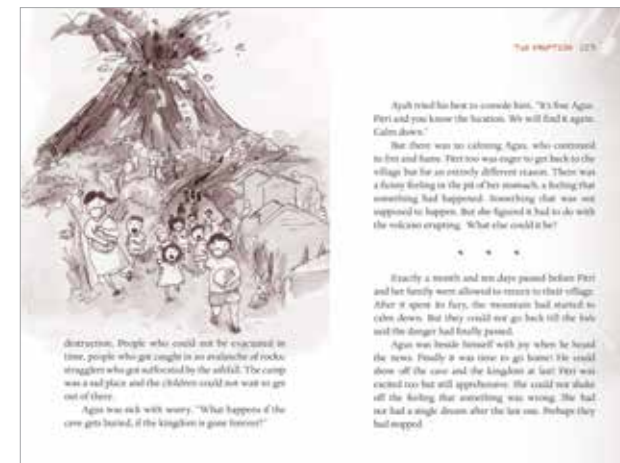 destruction. People who could not be evacuated in
time, people who got caught in an avalanche of rocks;
stragglers who got suffocated by the ashfall. The camp
was a sad place and the children could not wait to get
out of there.
Agus was sick with worry. "What happens if the
cave gets buried, if the kingdom is gone forever?"
THE ERUPTION
Ayah tried his best to console him. "It's fine Agus.
Fitri and you know the location. We will find it again.
Calm down."
But there was no calming Agus, who continued
to fret and fume. Fitri too was eager to get back to the
village but for an entirely different reason. There was
a funny feeling in the pit of her stomach, a feeling that
something had happened. Something that was not
supposed to happen. But she figured it had to do with
the volcano erupting. What else could it be?
* * *
Exactly a month and ten days passed before Fitri
and her family were allowed to return to their village.
After it spent its fury, the mountain had started to
calm down. But they could not go back till the
said the danger had finally passed.
Agus was beside himself with joy when he heard
the news. Finally it was time to go home! He could
show off the cave and the kingdom at last! Fitri was
excited too but still apprehensive. She could not shake
off the feeling that something was wrong. She had
not had a single dream after the last one. Perhaps they
had stopped